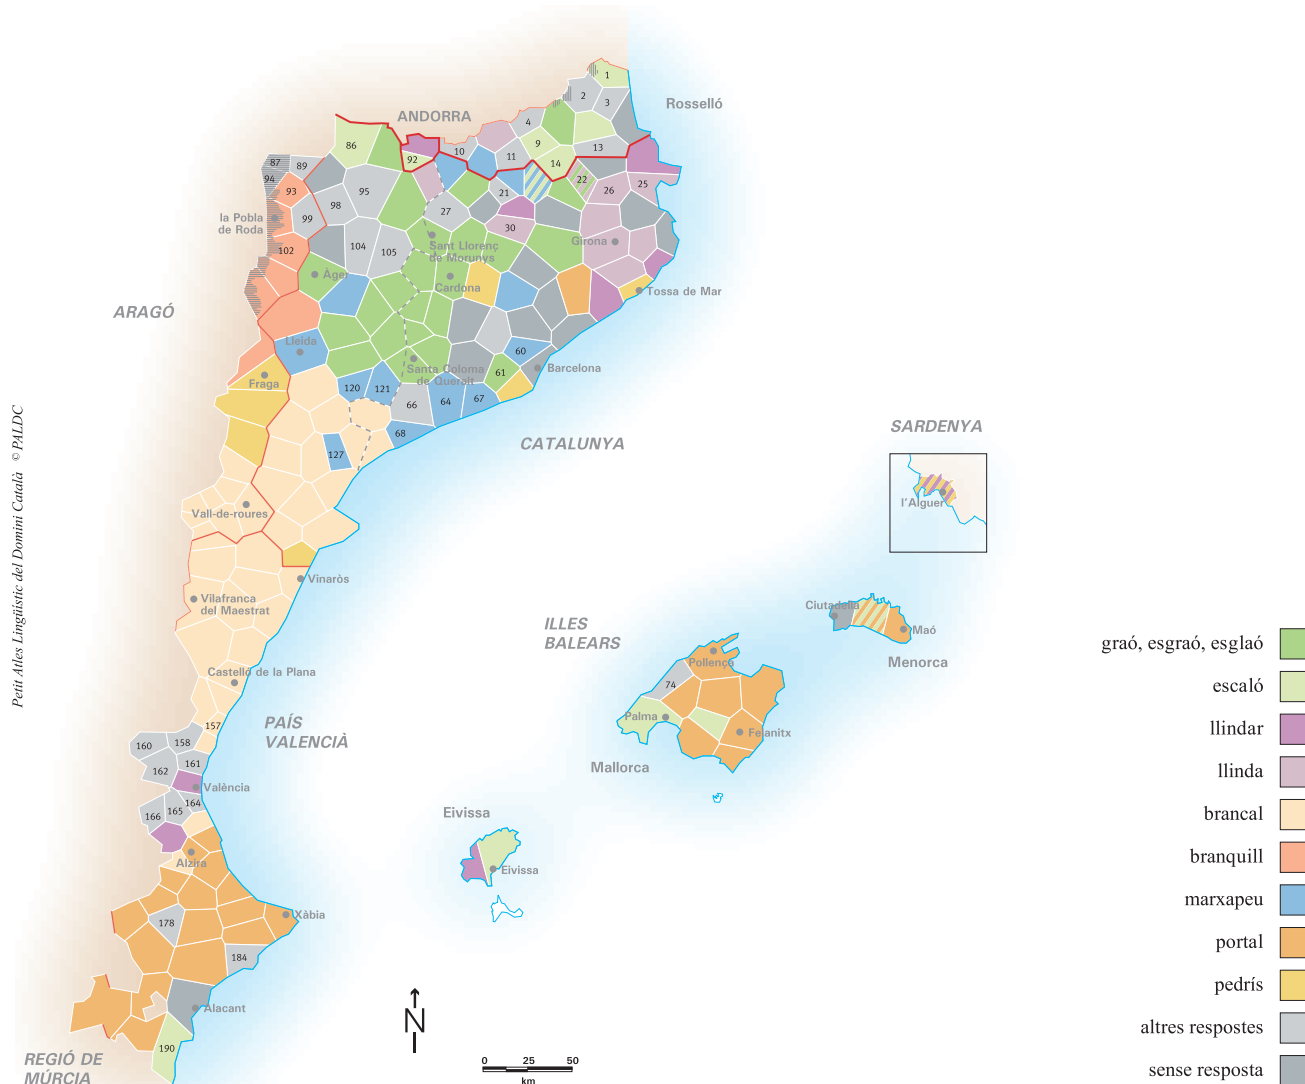 1
2
Rosselló
3
ANDORRA
4
86
9
13
10
11
14
92
87
89
94
93
95
22
26
25
21
98
27
99
30
la Pobla
de Roda
Girona
Sant Llorenç
de Morunys
102
104
105
Àger
Cardona
Tossa de Mar
ARAGÓ
Lleida
60
Santa Coloma
de Queralt
61
Barcelona
Fraga
120
121
66
64
67
68
CATALUNYA
SARDENYA
127
l'Alguer
Vall-de-roures
Petit Atles Lingüístic del Domini Català © PALDC
Vinaròs
Vilafranca
del Maestrat
Ciutadella
Maó
Menorca
ILLES
BALEARS
Pollença
74
Castelló de la Plana
Palma
Felanitx
Mallorca
157
PAÍS
VALENCIÀ
160
158
162
161
València
164
165
166
Eivissa
Alzira
Eivissa
178
Xàbia
184
Alacant
190
N
REGIÓ DE
MÚRCIA
0 25 50
km
graó, esgraó, esglaó
escaló
llindar
llinda
brancal
branquill
marxapeu
portal
pedrís
altres respostes
sense resposta